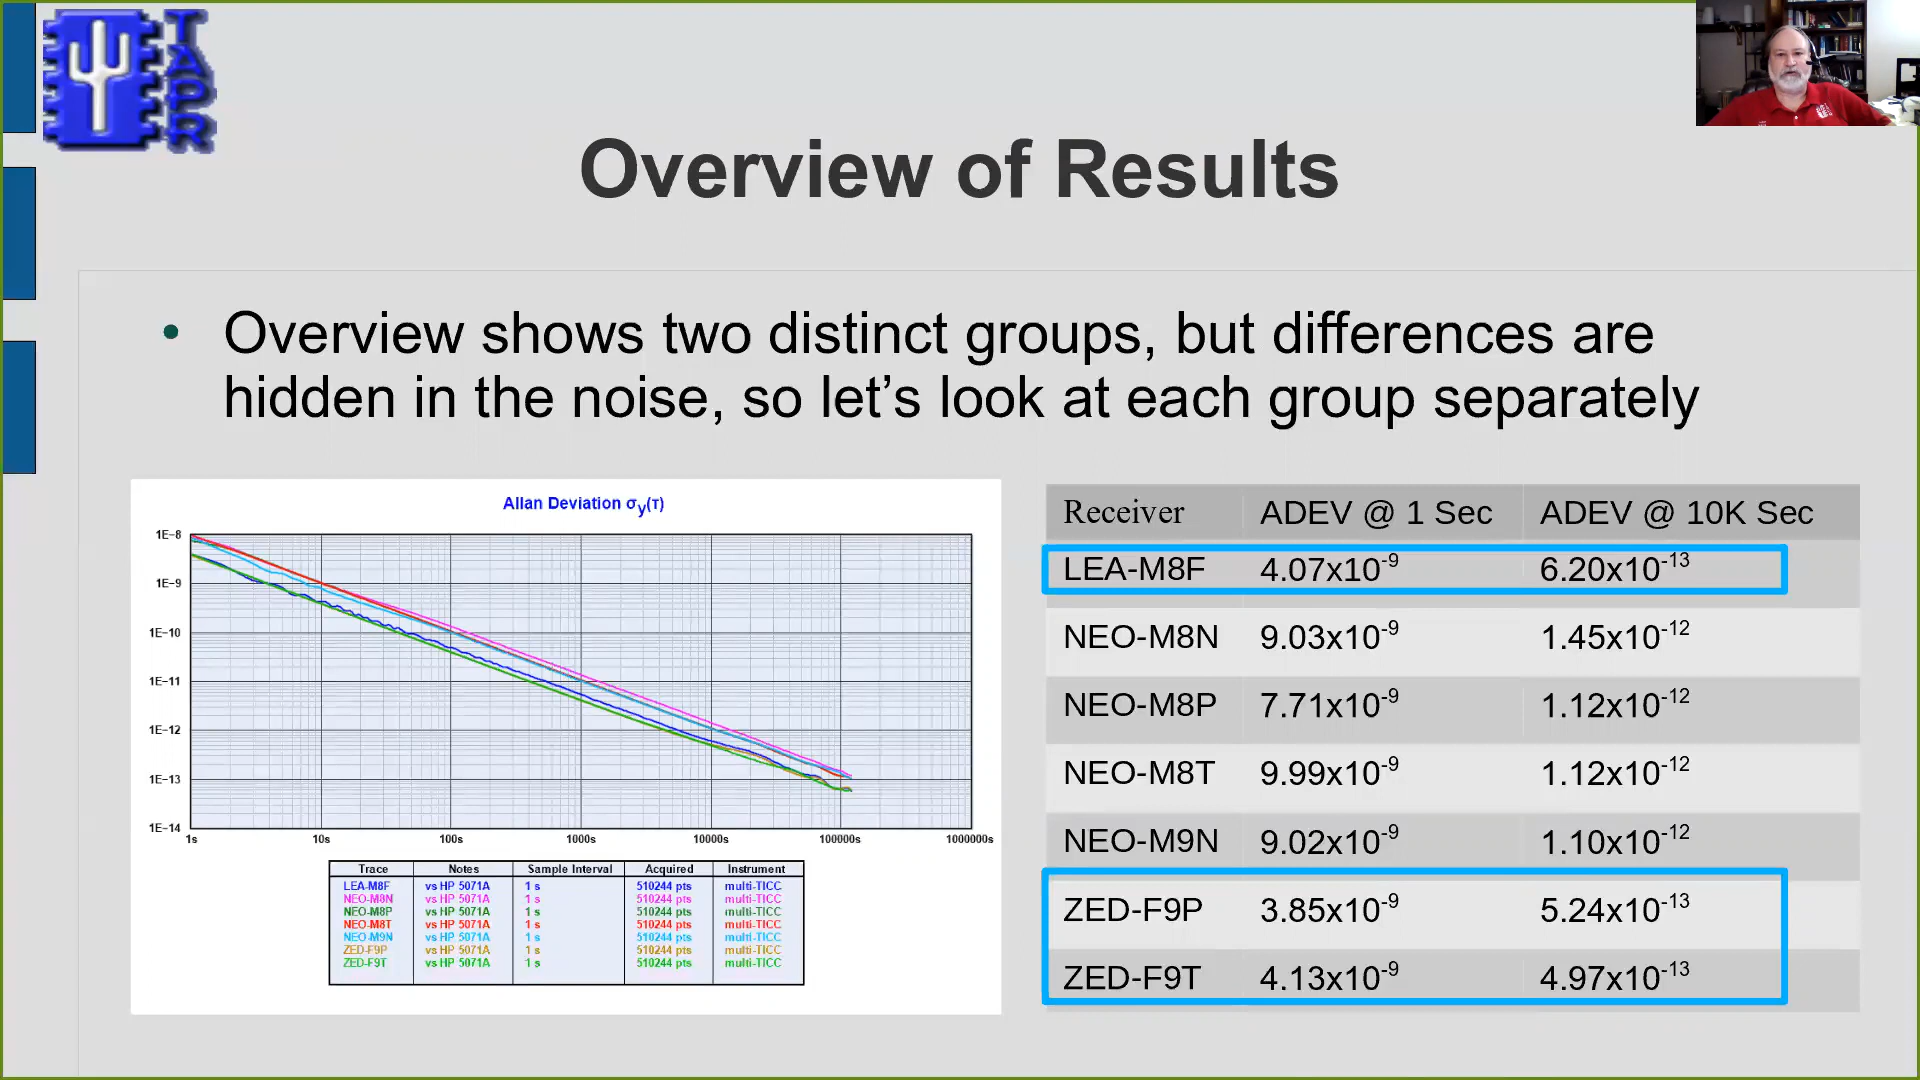 TAPR
Overview of Results
• Overview shows two distinct groups, but differences are
hidden in the noise, so let's look at each group separately
Allan Deviation σy(τ)
1E-8
1E-9
1E-10
1E-11
1E-12
1E-13
1E-14
1s 10s 100s 1000s 10000s 100000s 1000000s
Trace Notes Sample Interval Acquired Instrument
LEA-M8F vs HP 5071A 1 s 510244 pts multi-TICC
NEO-M8N vs HP 5071A 1 s 510244 pts multi-TICC
NEO-M8P vs HP 5071A 1 s 510244 pts multi-TICC
NEO-M8T vs HP 5071A 1 s 510244 pts multi-TICC
NEO-M9N vs HP 5071A 1 s 510244 pts multi-TICC
ZED-F9P vs HP 5071A 1 s 510244 pts multi-TICC
ZED-F9T vs HP 5071A 1 s 510244 pts multi-TICC
Receiver ADEV @ 1 Sec ADEV @ 10K Sec
LEA-M8F 4.07x10⁻⁹ 6.20x10⁻¹³
NEO-M8N 9.03x10⁻⁹ 1.45x10⁻¹²
NEO-M8P 7.71x10⁻⁹ 1.12x10⁻¹²
NEO-M8T 9.99x10⁻⁹ 1.12x10⁻¹²
NEO-M9N 9.02x10⁻⁹ 1.10x10⁻¹²
ZED-F9P 3.85x10⁻⁹ 5.24x10⁻¹³
ZED-F9T 4.13x10⁻⁹ 4.97x10⁻¹³